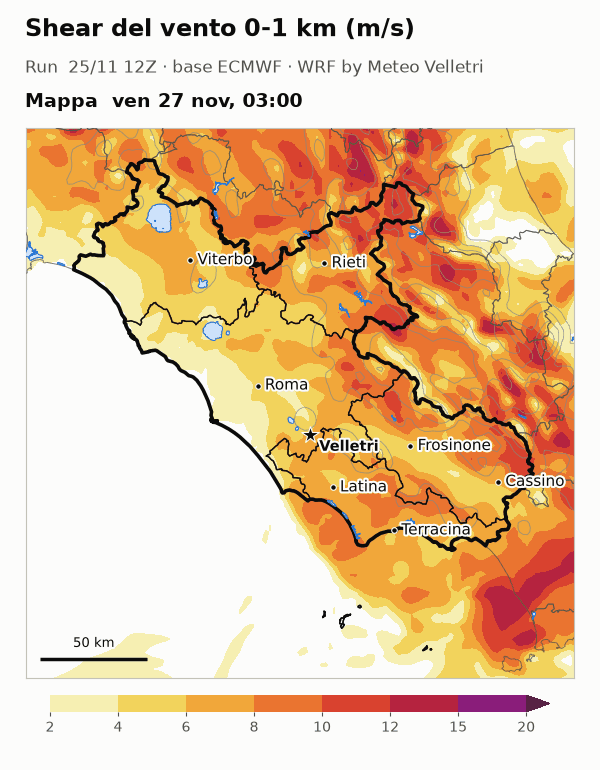 Shear del vento 0-1 km (m/s)
Run  25/11 12Z · base ECMWF · WRF by Meteo Velletri
Mappa  ven 27 nov, 03:00
Viterbo
Rieti
Roma
Velletri
Frosinone
Latina
Cassino
Terracina
50 km
2 4 6 8 10 12 15 20